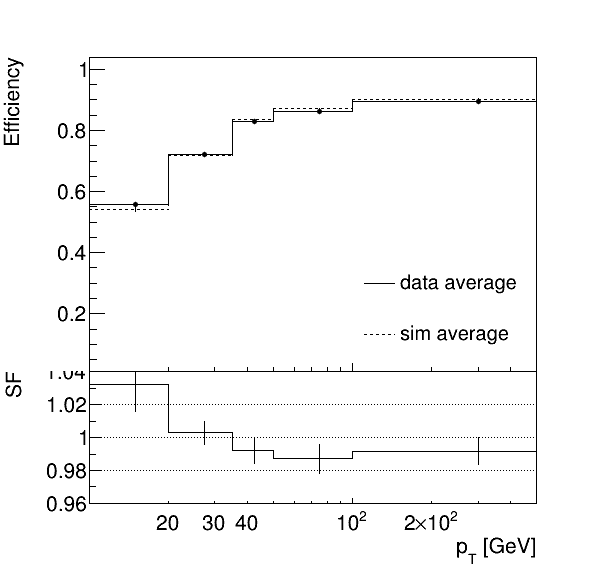 Efficiency
1
0.8
0.6
0.4
0.2
data average
sim average
SF
1.04
1.02
1
0.98
0.96
20 30 40 10² 2×10²
p_T [GeV]